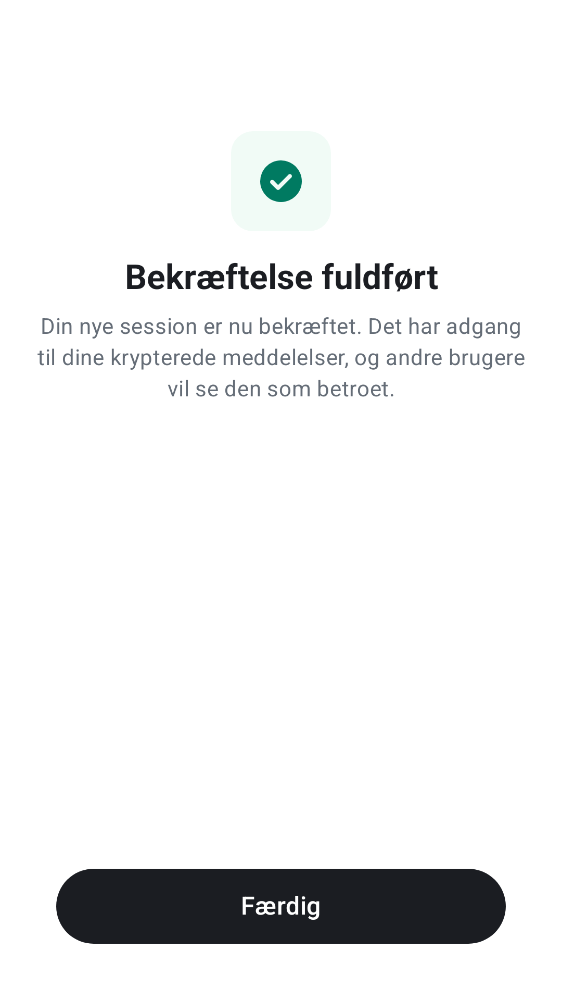 Bekræftelse fuldført
Din nye session er nu bekræftet. Det har adgang
til dine krypterede meddelelser, og andre brugere
vil se den som betroet.
Færdig